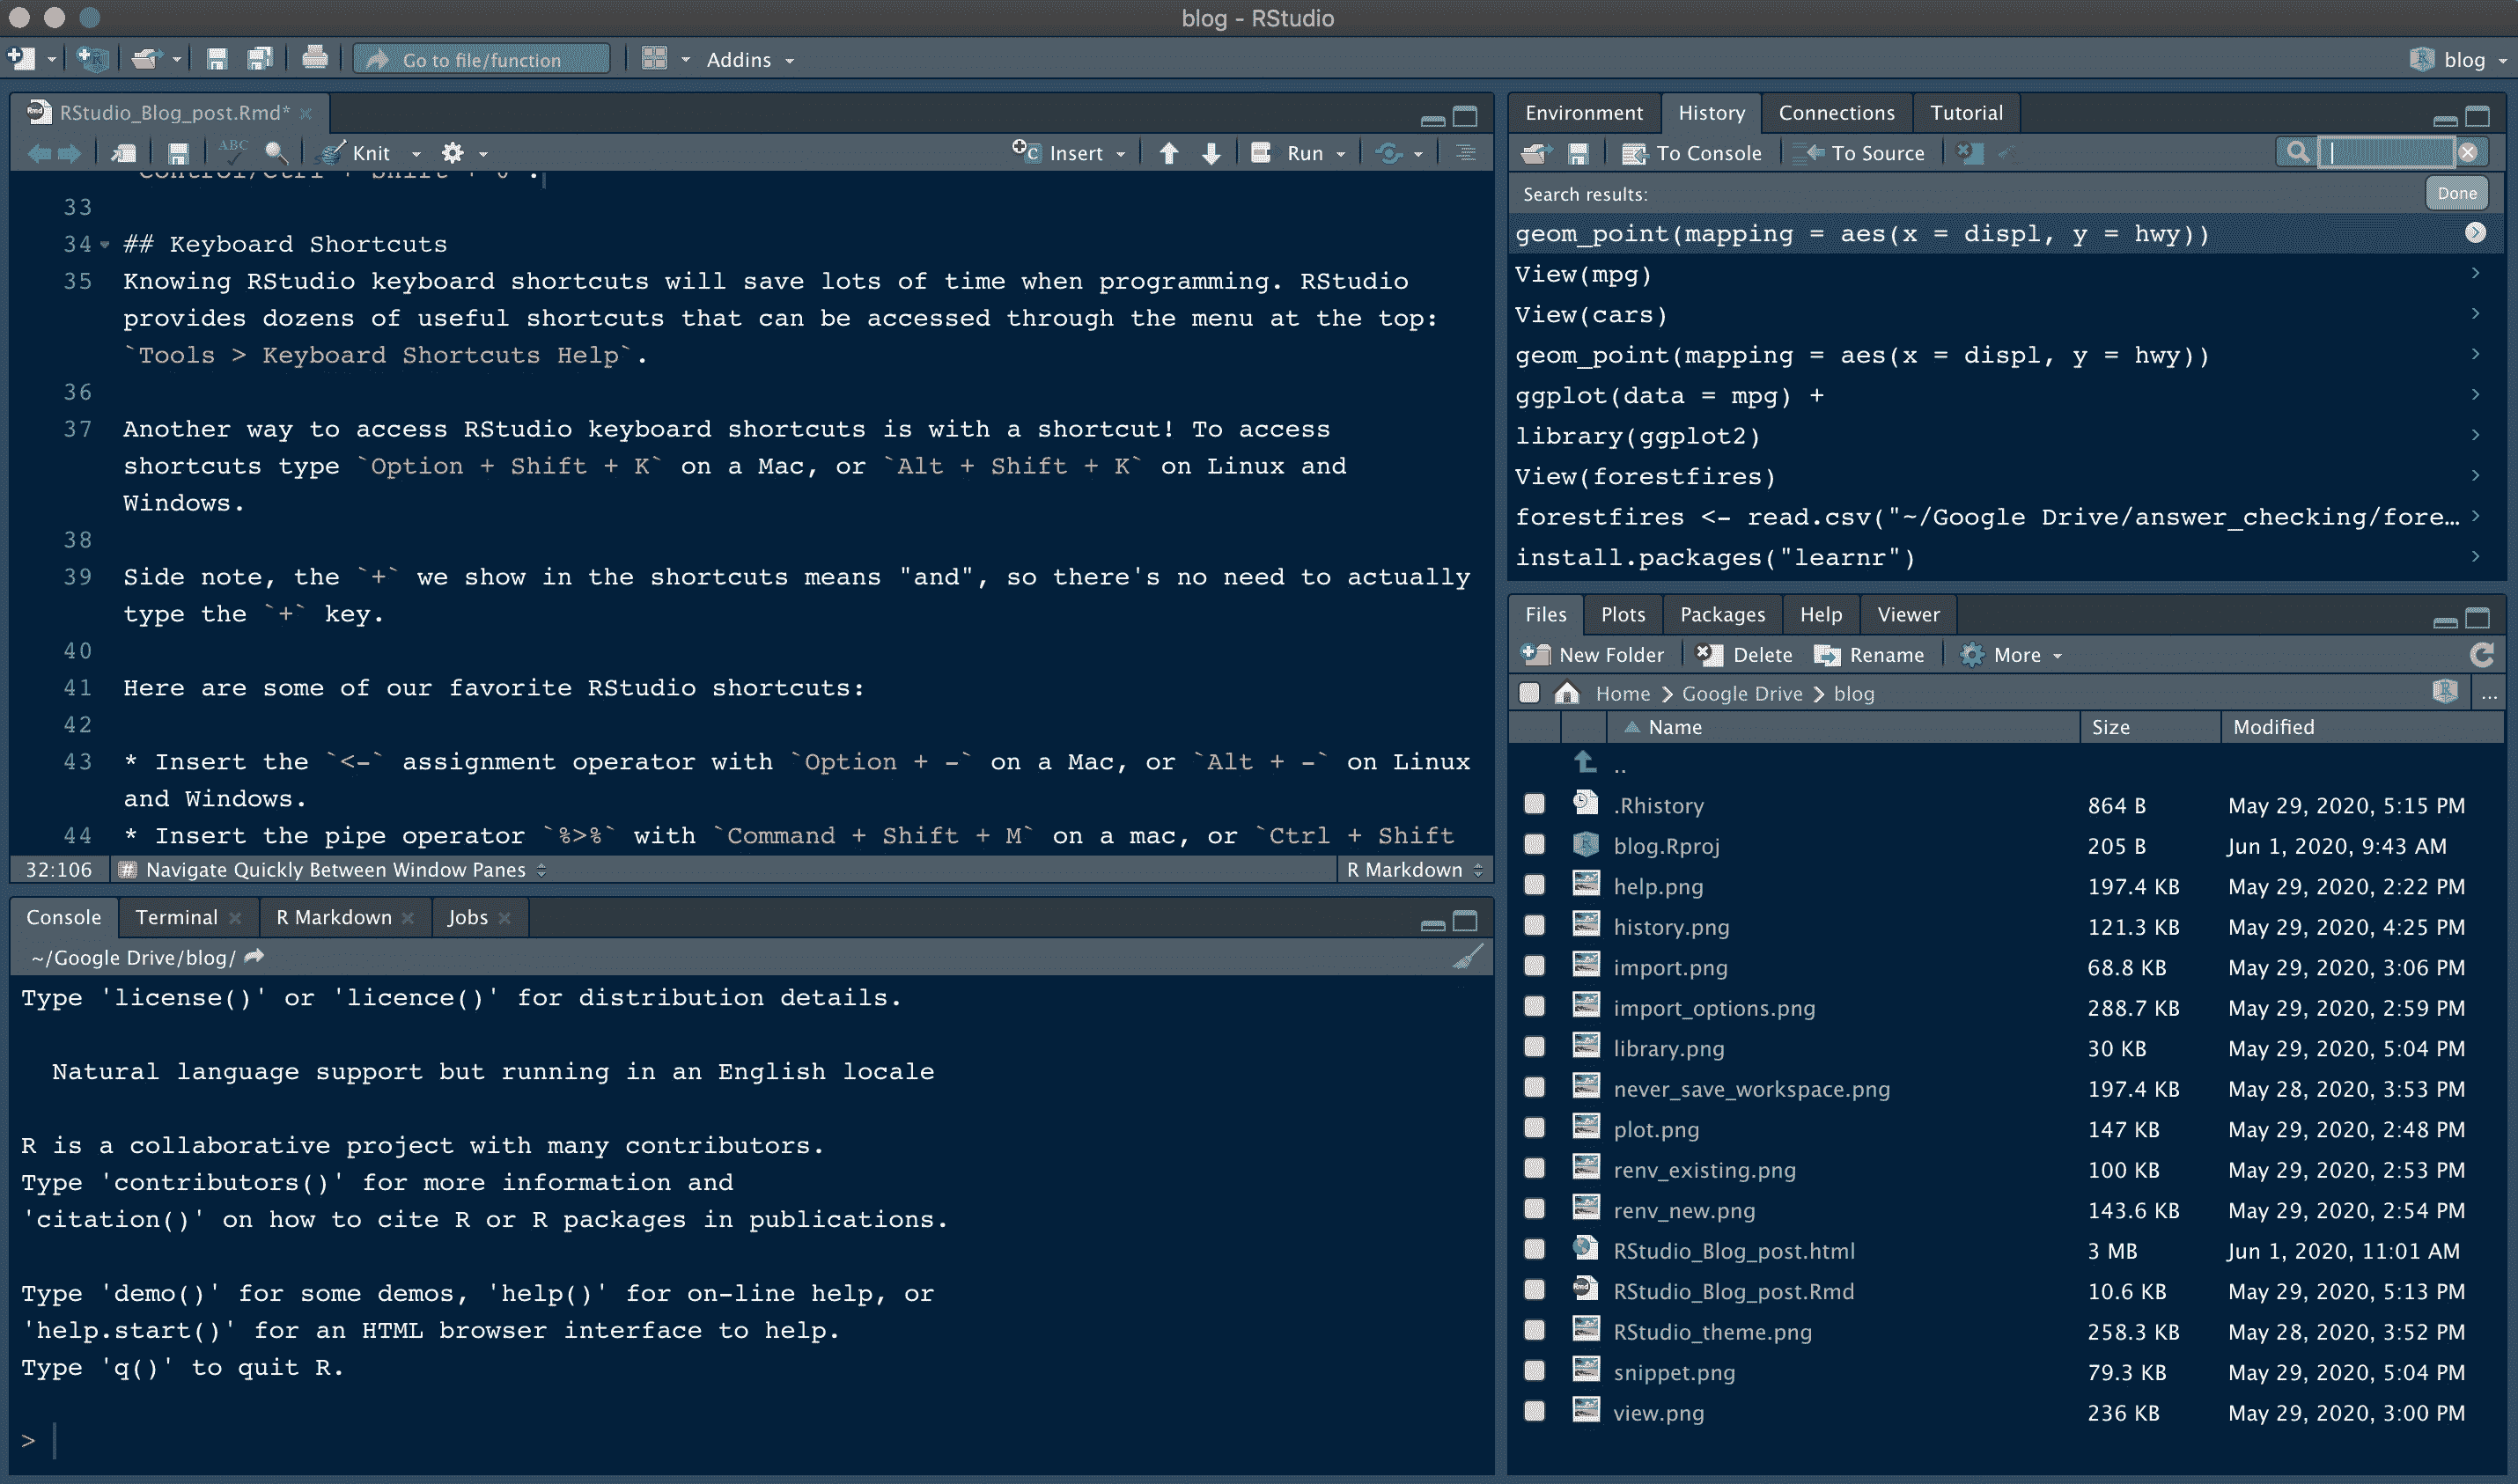 blog - RStudio
Go to file/function
Addins
blog
RStudio_Blog_post.Rmd*
ABC
Knit
Insert
Run
33
34 ## Keyboard Shortcuts
35 Knowing RStudio keyboard shortcuts will save lots of time when programming. RStudio
provides dozens of useful shortcuts that can be accessed through the menu at the top:
`Tools > Keyboard Shortcuts Help`.
36
37 Another way to access RStudio keyboard shortcuts is with a shortcut! To access
shortcuts type `Option + Shift + K` on a Mac, or `Alt + Shift + K` on Linux and
Windows.
38
39 Side note, the `+` we show in the shortcuts means "and", so there's no need to actually
type the `+` key.
40
41 Here are some of our favorite RStudio shortcuts:
42
43 * Insert the `<-` assignment operator with `Option + -` on a Mac, or `Alt + -` on Linux
and Windows.
44 * Insert the pipe operator `%>%` with `Command + Shift + M` on a mac, or `Ctrl + Shift
32:106 # Navigate Quickly Between Window Panes R Markdown
Console Terminal R Markdown Jobs
~/Google Drive/blog/
Type 'license()' or 'licence()' for distribution details.
Natural language support but running in an English locale
R is a collaborative project with many contributors.
Type 'contributors()' for more information and
'citation()' on how to cite R or R packages in publications.
Type 'demo()' for some demos, 'help()' for on-line help, or
'help.start()' for an HTML browser interface to help.
Type 'q()' to quit R.
>
Environment History Connections Tutorial
To Console To Source
Search results: Done
geom_point(mapping = aes(x = displ, y = hwy))
View(mpg)
View(cars)
geom_point(mapping = aes(x = displ, y = hwy))
ggplot(data = mpg) +
library(ggplot2)
View(forestfires)
forestfires <- read.csv("~/Google Drive/answer_checking/fore...
install.packages("learnr")
Files Plots Packages Help Viewer
New Folder Delete Rename More
Home > Google Drive > blog ...
Name Size Modified
..
.Rhistory 864 B May 29, 2020, 5:15 PM
blog.Rproj 205 B Jun 1, 2020, 9:43 AM
help.png 197.4 KB May 29, 2020, 2:22 PM
history.png 121.3 KB May 29, 2020, 4:25 PM
import.png 68.8 KB May 29, 2020, 3:06 PM
import_options.png 288.7 KB May 29, 2020, 2:59 PM
library.png 30 KB May 29, 2020, 5:04 PM
never_save_workspace.png 197.4 KB May 28, 2020, 3:53 PM
plot.png 147 KB May 29, 2020, 2:48 PM
renv_existing.png 100 KB May 29, 2020, 2:53 PM
renv_new.png 143.6 KB May 29, 2020, 2:54 PM
RStudio_Blog_post.html 3 MB Jun 1, 2020, 11:01 AM
RStudio_Blog_post.Rmd 10.6 KB May 29, 2020, 5:13 PM
RStudio_theme.png 258.3 KB May 28, 2020, 3:52 PM
snippet.png 79.3 KB May 29, 2020, 5:04 PM
view.png 236 KB May 29, 2020, 3:00 PM